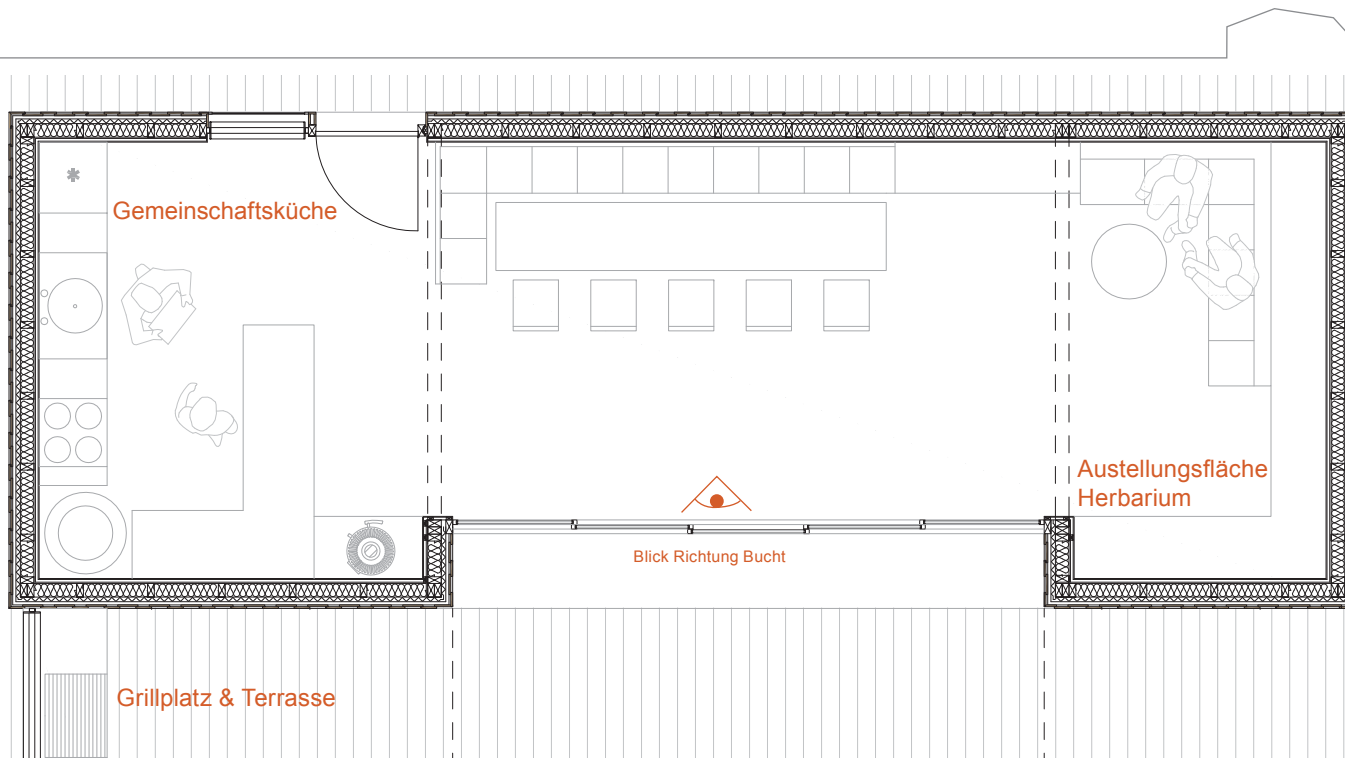 Gemeinschaftsküche
Austellungsfläche
Herbarium
Blick Richtung Bucht
Grillplatz & Terrasse